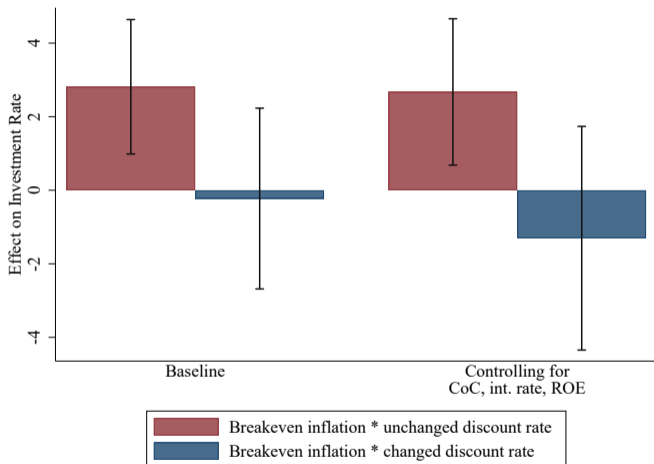 Effect on Investment Rate
4
2
0
-2
-4
Baseline
Controlling for
CoC, int. rate, ROE
Breakeven inflation * unchanged discount rate
Breakeven inflation * changed discount rate